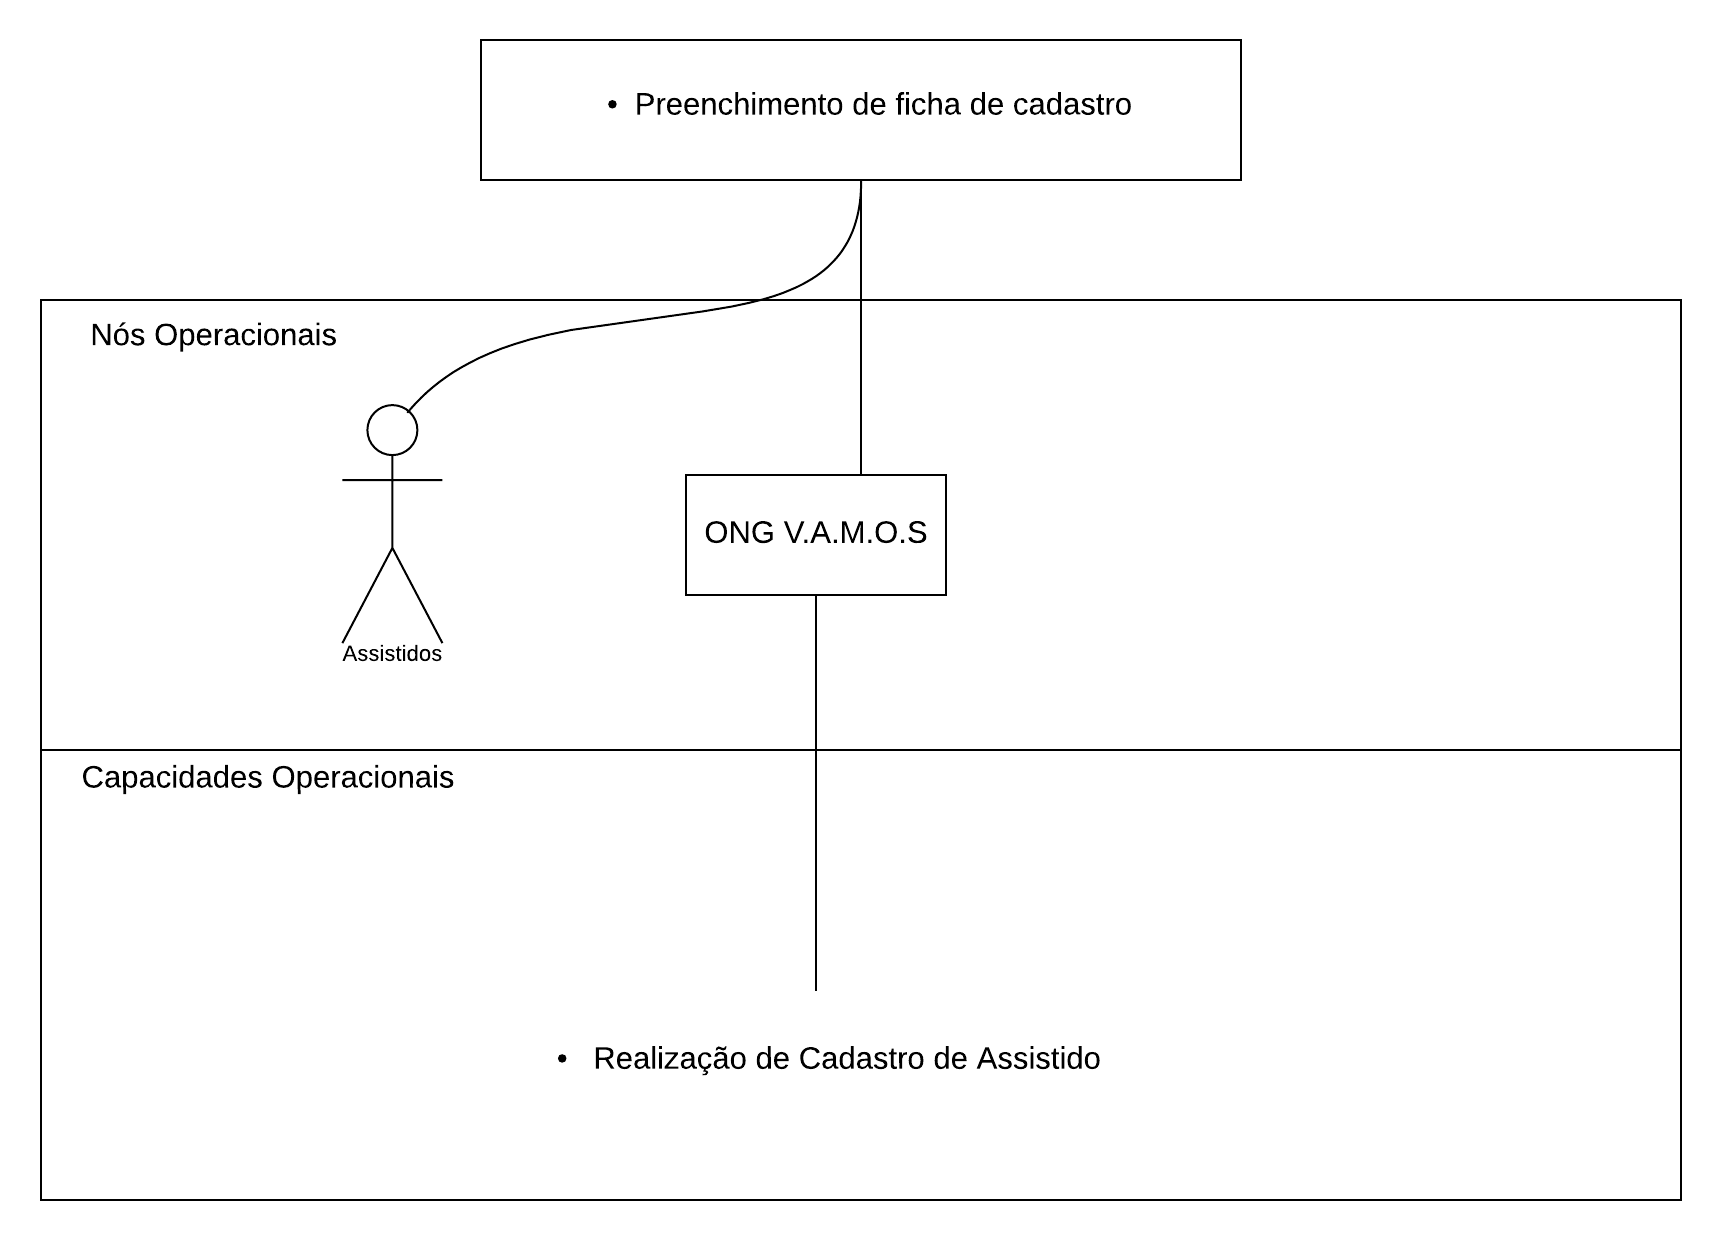 • Preenchimento de ficha de cadastro
Nós Operacionais
ONG V.A.M.O.S
Assistidos
Capacidades Operacionais
• Realização de Cadastro de Assistido